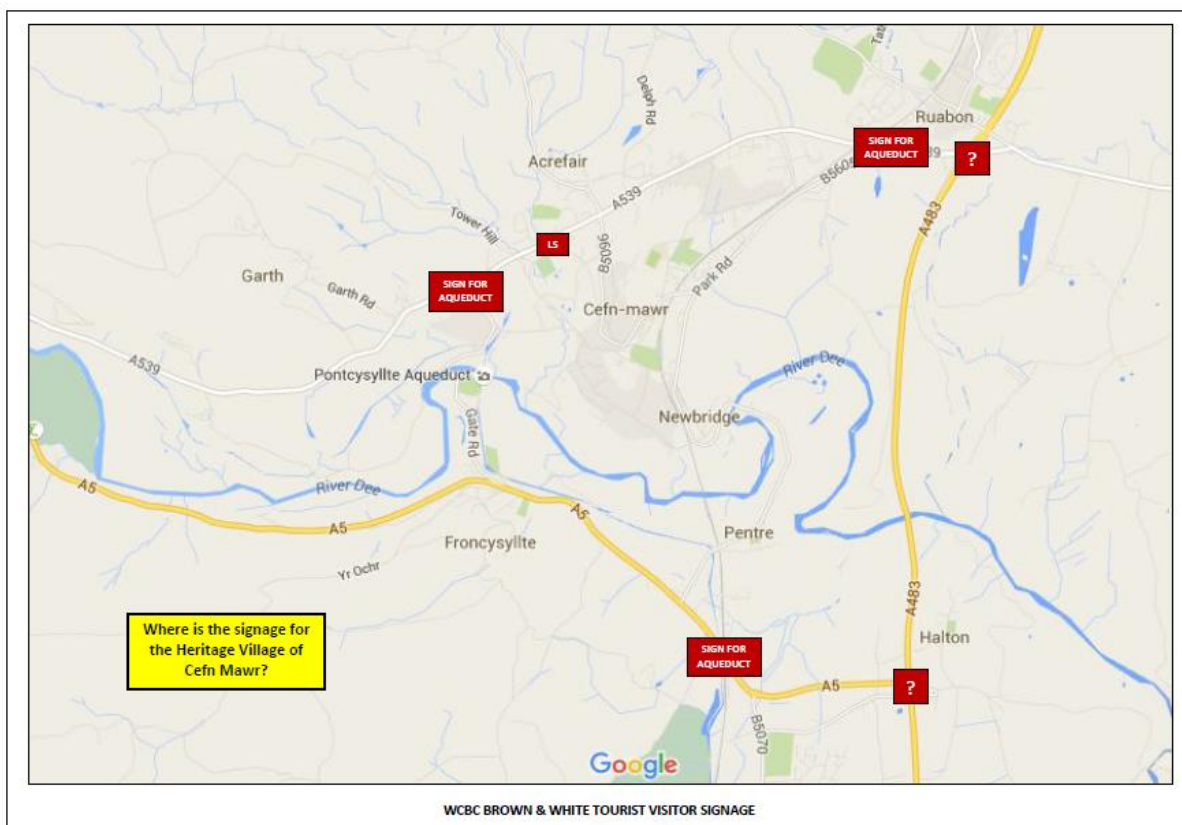 Tab
Ruabon
Delph Rd
SIGN FOR
AQUEDUCT
?
Acrefair
B5605
A539
A483
Tower Hill
LS
B5096
Garth
Garth Rd
SIGN FOR
AQUEDUCT
Park Rd
Cefn-mawr
A539
Pontcysyllte Aqueduct
River Dee
Gate Rd
Newbridge
River Dee
A5
A5
A5
Pentre
Froncysyllte
Yr Ochr
A483
Where is the signage for
the Heritage Village of
Cefn Mawr?
SIGN FOR
AQUEDUCT
Halton
A5
?
B5070
Google
WCBC BROWN & WHITE TOURIST VISITOR SIGNAGE